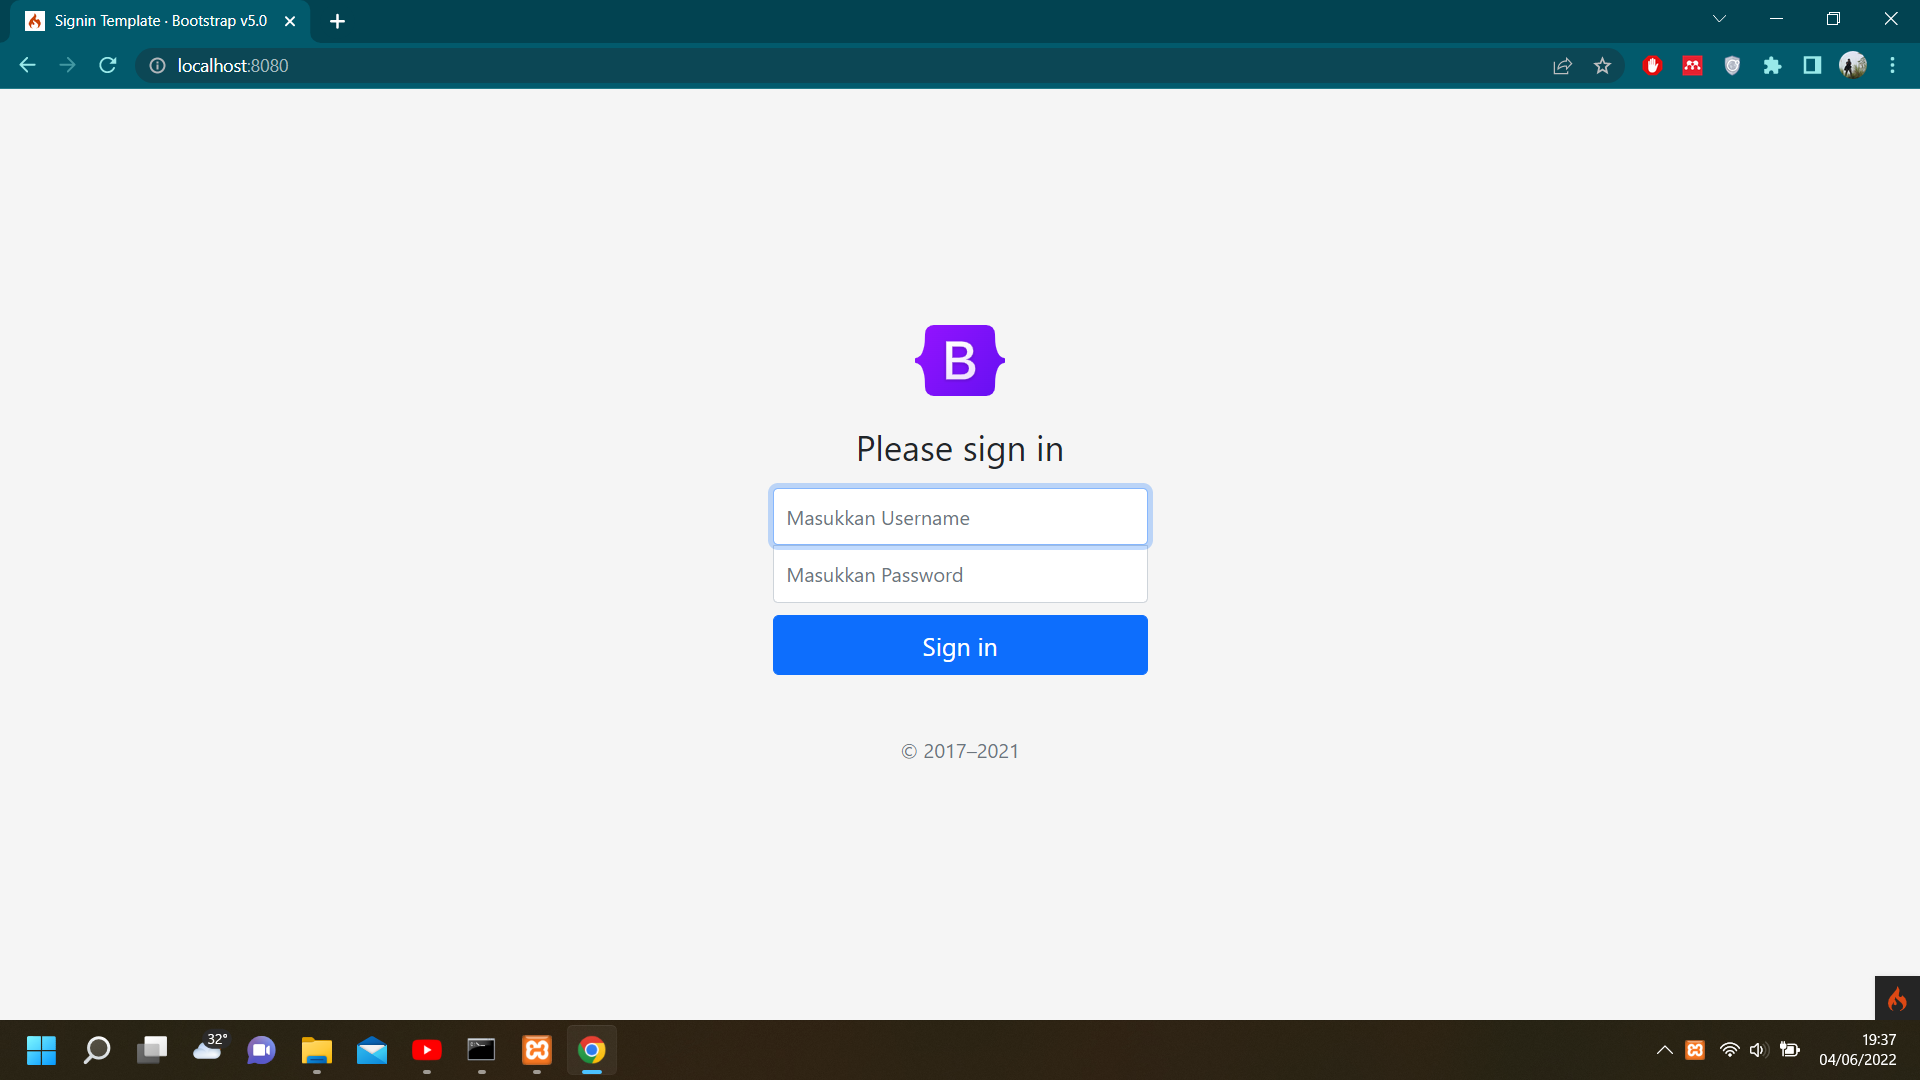 Signin Template · Bootstrap v5.0
localhost:8080
B
Please sign in
Masukkan Username
Masukkan Password
Sign in
© 2017–2021
32°
19:37
04/06/2022